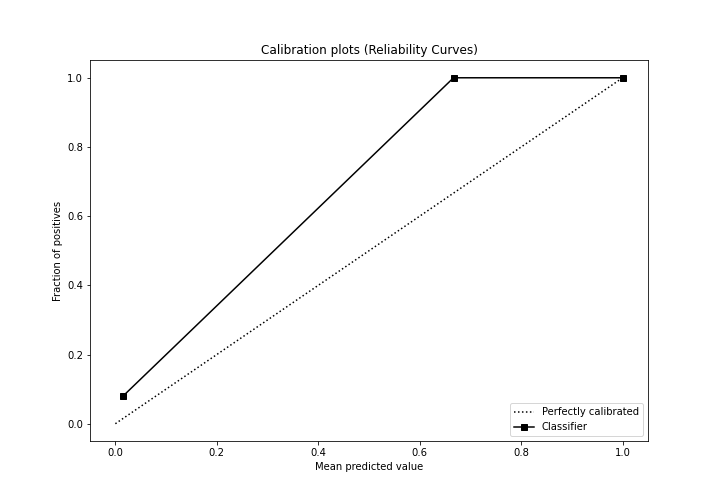 Calibration plots (Reliability Curves)
1.0
0.8
0.6
0.4
0.2
0.0
Fraction of positives
0.0 0.2 0.4 0.6 0.8 1.0
Mean predicted value
Perfectly calibrated
Classifier